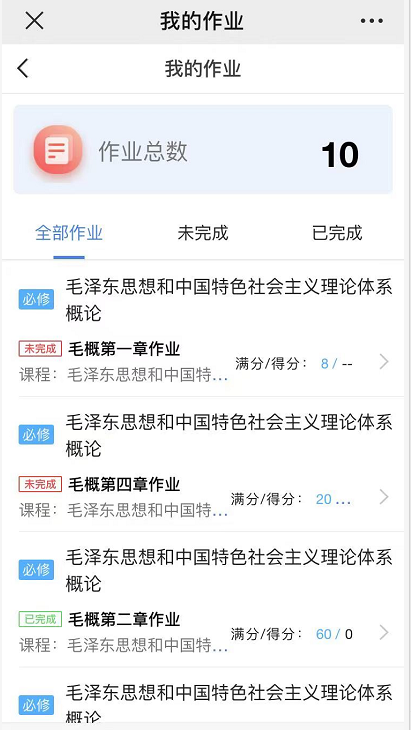 我的作业
我的作业
作业总数
10
全部作业 未完成 已完成
必修 毛泽东思想和中国特色社会主义理论体系
概论
未完成 毛概第一章作业
满分/得分： 8 / --
课程：毛泽东思想和中国特...
必修 毛泽东思想和中国特色社会主义理论体系
概论
未完成 毛概第四章作业
满分/得分： 20 ...
课程：毛泽东思想和中国特...
必修 毛泽东思想和中国特色社会主义理论体系
概论
已完成 毛概第二章作业
满分/得分： 60 / 0
课程：毛泽东思想和中国特...
必修 毛泽东思想和中国特色社会主义理论体系
概论